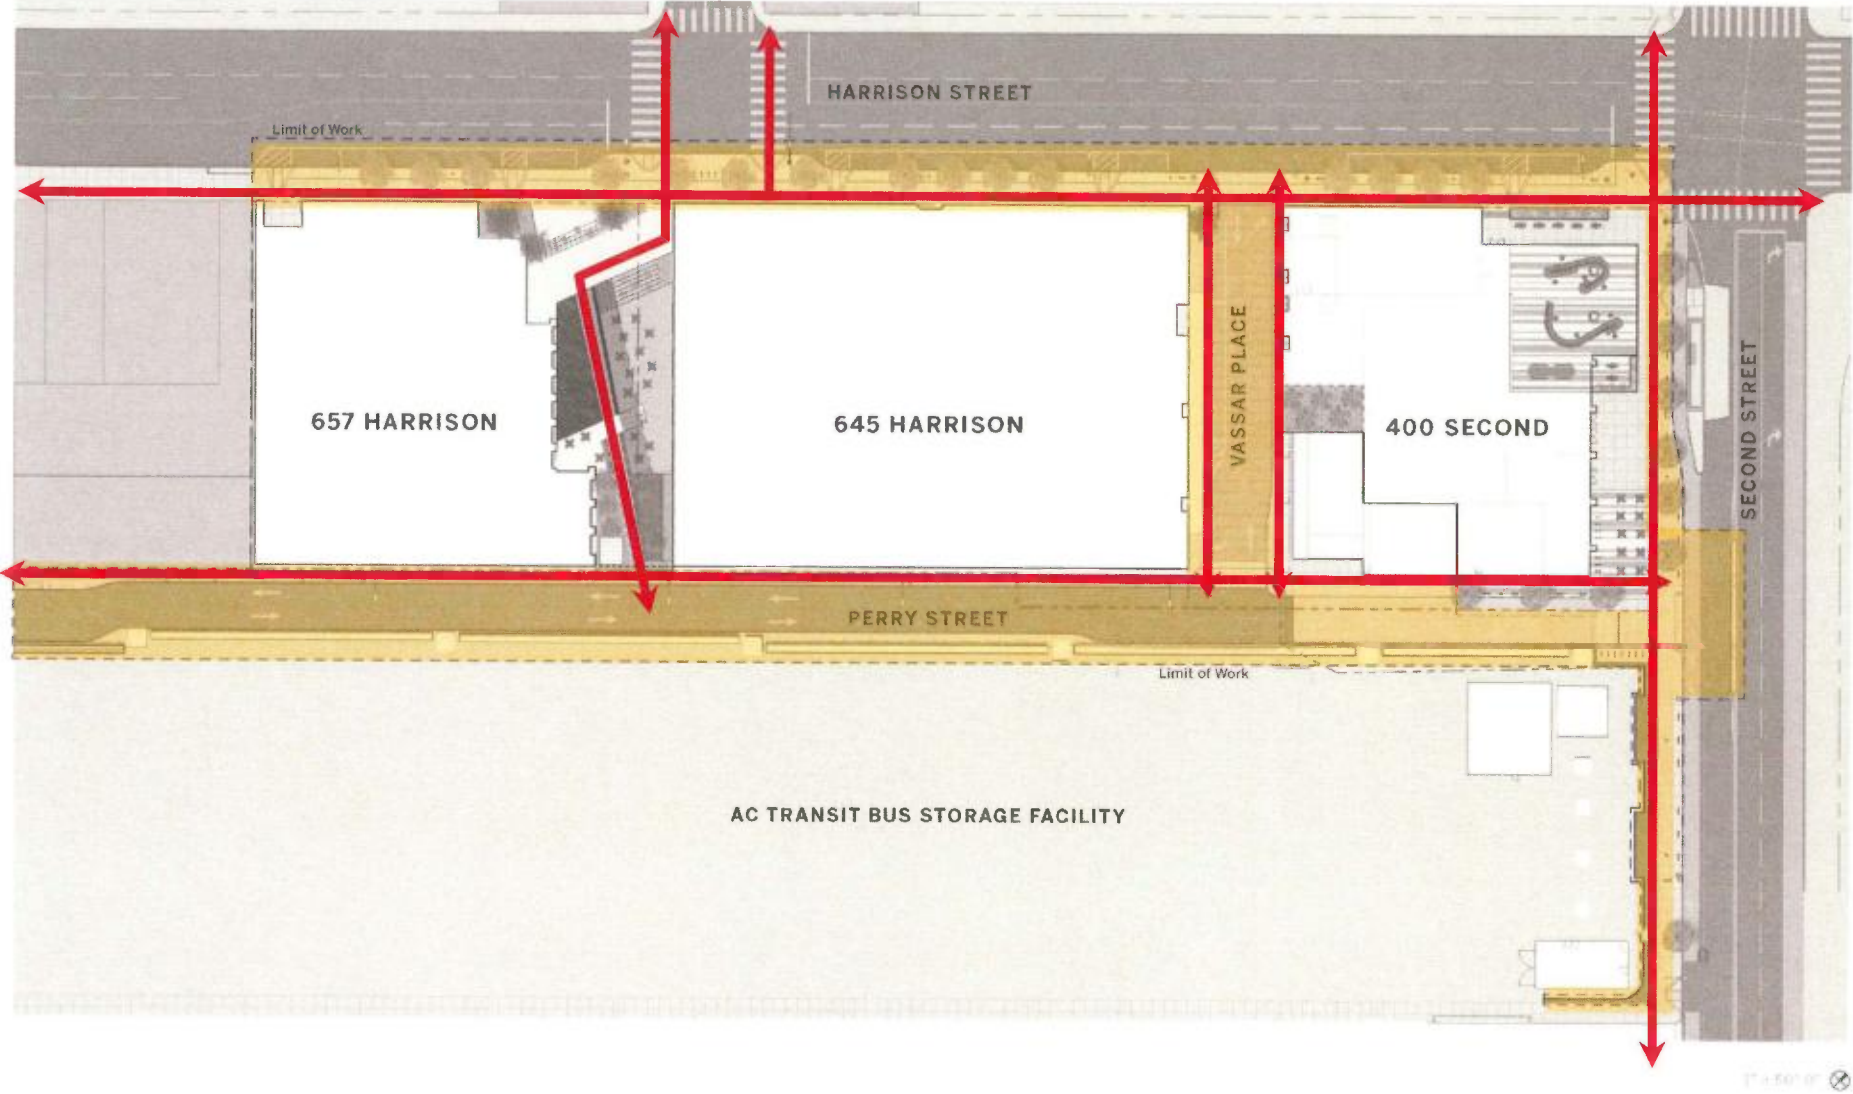 HARRISON STREET
Limit of Work
VASSAR PLACE
SECOND STREET
657 HARRISON
645 HARRISON
400 SECOND
PERRY STREET
Limit of Work
AC TRANSIT BUS STORAGE FACILITY